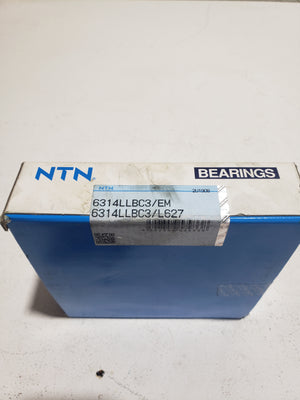 NTN
BEARINGS
NTN
6314LLBC3/EM
6314LLBC3/L627